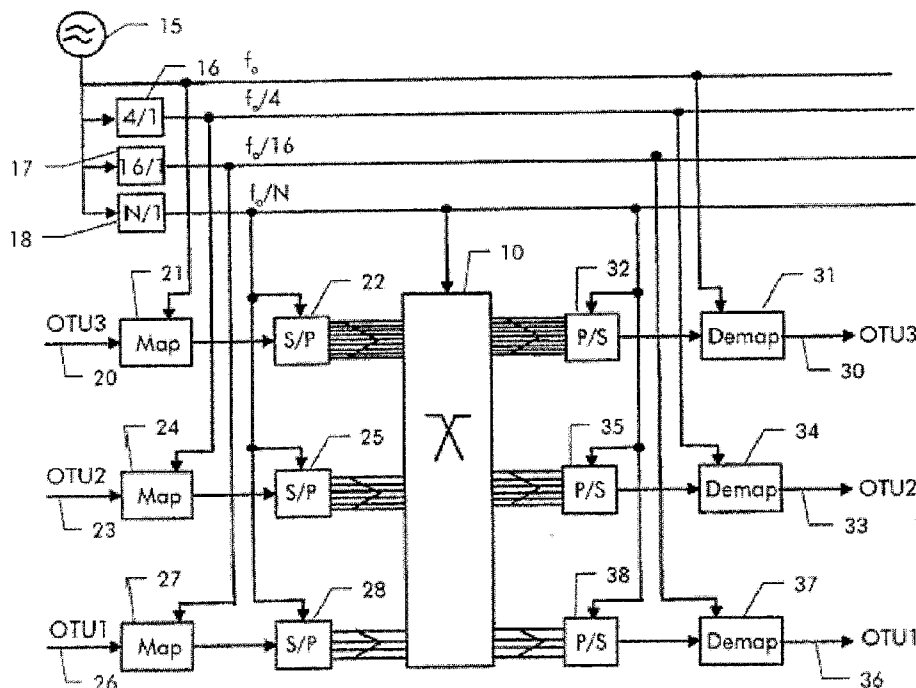 15
16
f₀
4/1
f₀/4
17
16/1
f₀/16
18
N/1
f₀/N
21
22
10
32
31
OTU3
Map
S/P
P/S
Demap
OTU3
20
30
24
25
35
34
OTU2
Map
S/P
P/S
Demap
OTU2
23
33
27
28
38
37
OTU1
Map
S/P
P/S
Demap
OTU1
26
36